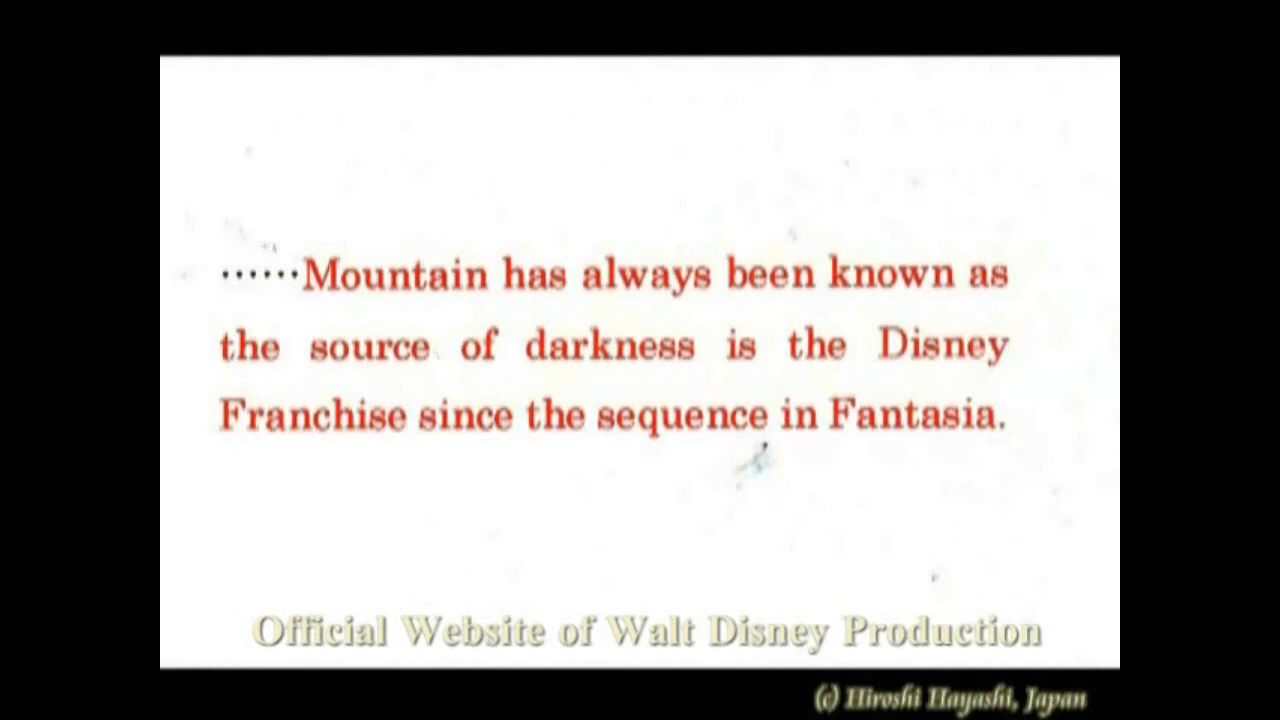 ······Mountain has always been known as
the source of darkness is the Disney
Franchise since the sequence in Fantasia.
Official Website of Walt Disney Production
(c) Hiroshi Hayashi, Japan